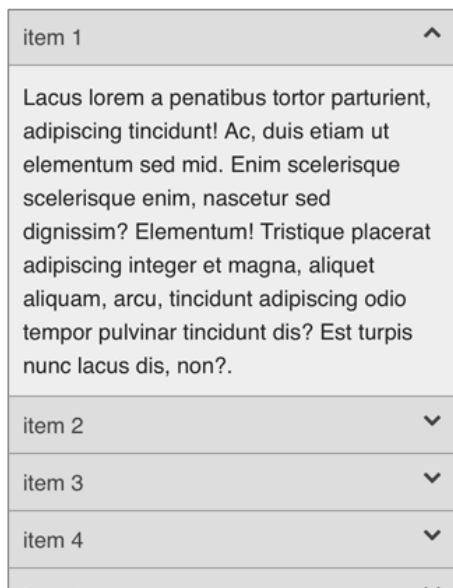 item 1
Lacus lorem a penatibus tortor parturient,
adipiscing tincidunt! Ac, duis etiam ut
elementum sed mid. Enim scelerisque
scelerisque enim, nascetur sed
dignissim? Elementum! Tristique placerat
adipiscing integer et magna, aliquet
aliquam, arcu, tincidunt adipiscing odio
tempor pulvinar tincidunt dis? Est turpis
nunc lacus dis, non?.
item 2
item 3
item 4